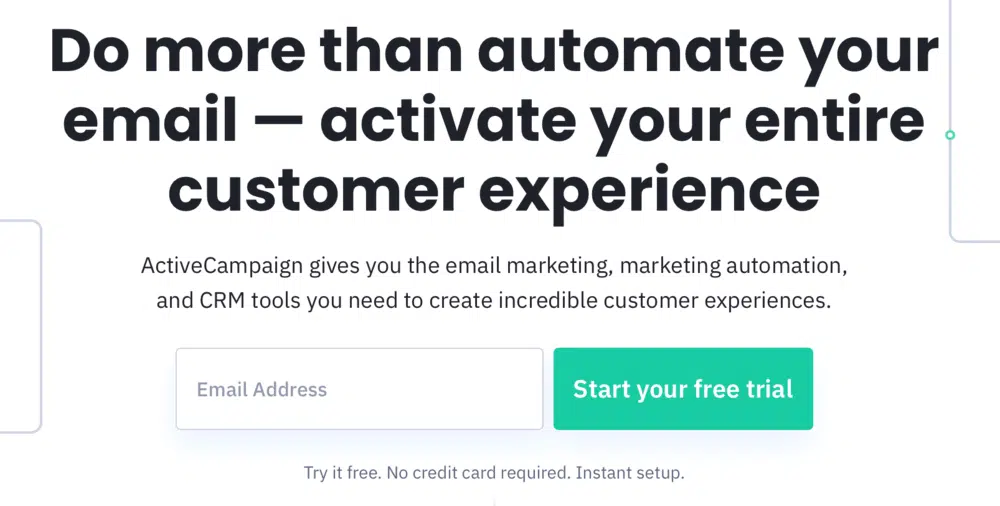 Do more than automate your
email — activate your entire
customer experience
ActiveCampaign gives you the email marketing, marketing automation,
and CRM tools you need to create incredible customer experiences.
Email Address
Start your free trial
Try it free. No credit card required. Instant setup.